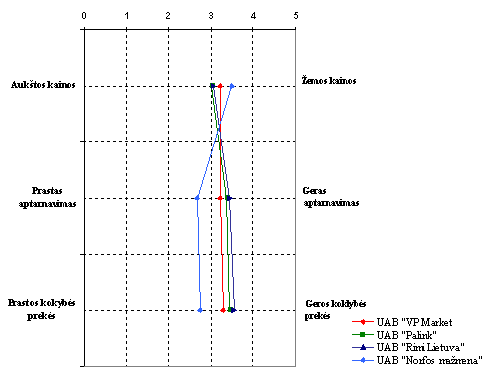 0 1 2 3 4 5
Aukštos kainos
Žemos kainos
Prastas
aptarnavimas
Geras
aptarnavimas
Prastos kokybės
prekės
Geros kokybės
prekės
UAB "VP Market
UAB "Palink"
UAB "Rimi Lietuva"
UAB "Norfos mažmena"